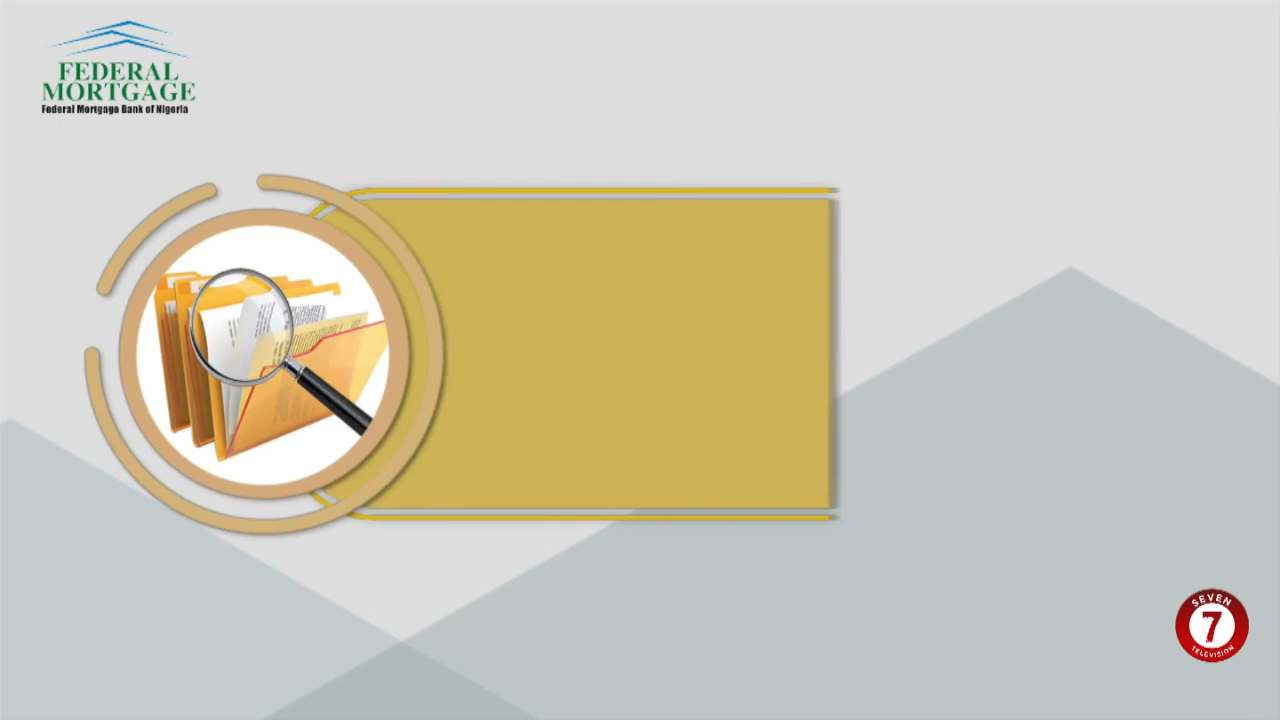 FEDERAL
MORTGAGE
Federal Mortgage Bank of Nigeria
SEVEN
7
TELEVISION